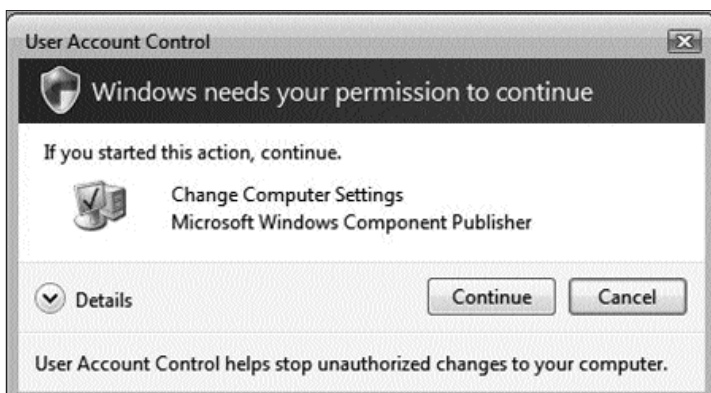 User Account Control
Windows needs your permission to continue
If you started this action, continue.
Change Computer Settings
Microsoft Windows Component Publisher
Details
Continue
Cancel
User Account Control helps stop unauthorized changes to your computer.